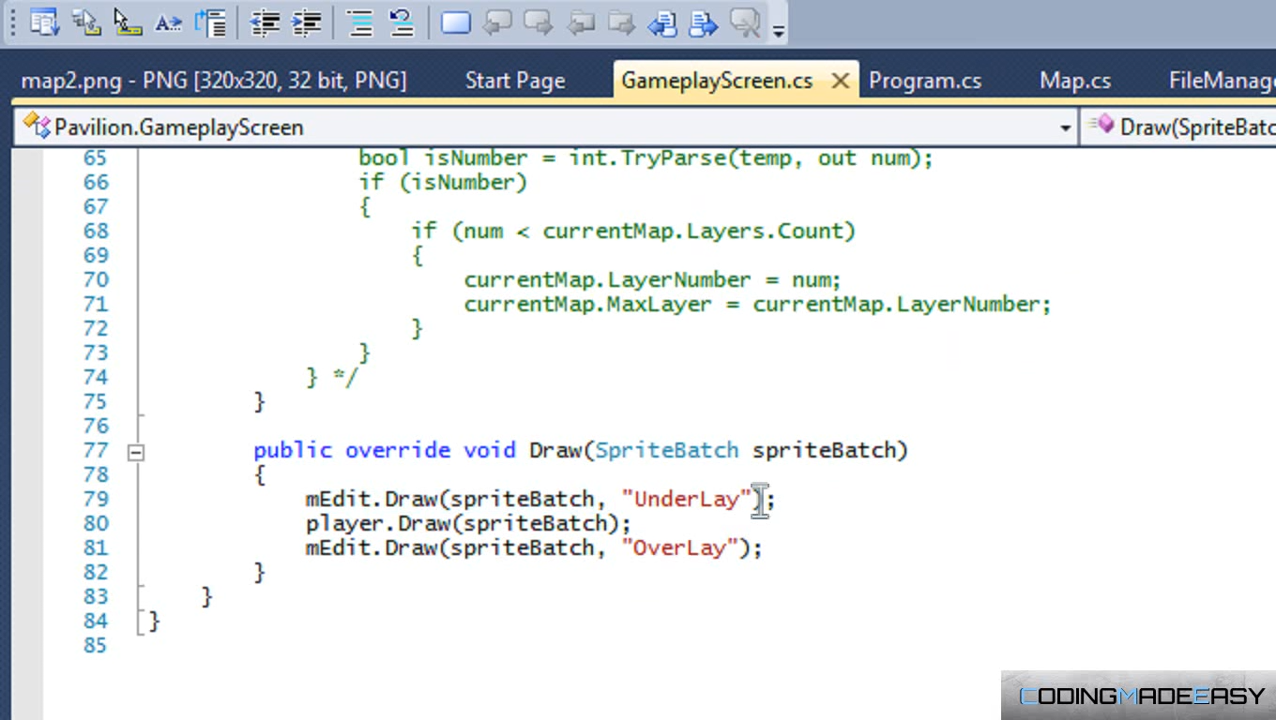 map2.png - PNG [320x320, 32 bit, PNG] Start Page GameplayScreen.cs Program.cs Map.cs FileManage
Pavilion.GameplayScreen Draw(SpriteBatc
65 bool isNumber = int.TryParse(temp, out num);
66 if (isNumber)
67 {
68 if (num < currentMap.Layers.Count)
69 {
70 currentMap.LayerNumber = num;
71 currentMap.MaxLayer = currentMap.LayerNumber;
72 }
73 }
74 } */
75 }
76
77 public override void Draw(SpriteBatch spriteBatch)
78 {
79 mEdit.Draw(spriteBatch, "UnderLay");
80 player.Draw(spriteBatch);
81 mEdit.Draw(spriteBatch, "OverLay");
82 }
83 }
84 }
85
CODINGMADEEASY